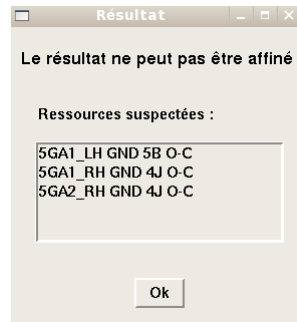 Résultat
Le résultat ne peut pas être affiné
Ressources suspectées :
5GA1_LH GND 5B O-C
5GA1_RH GND 4J O-C
5GA2_RH GND 4J O-C
Ok